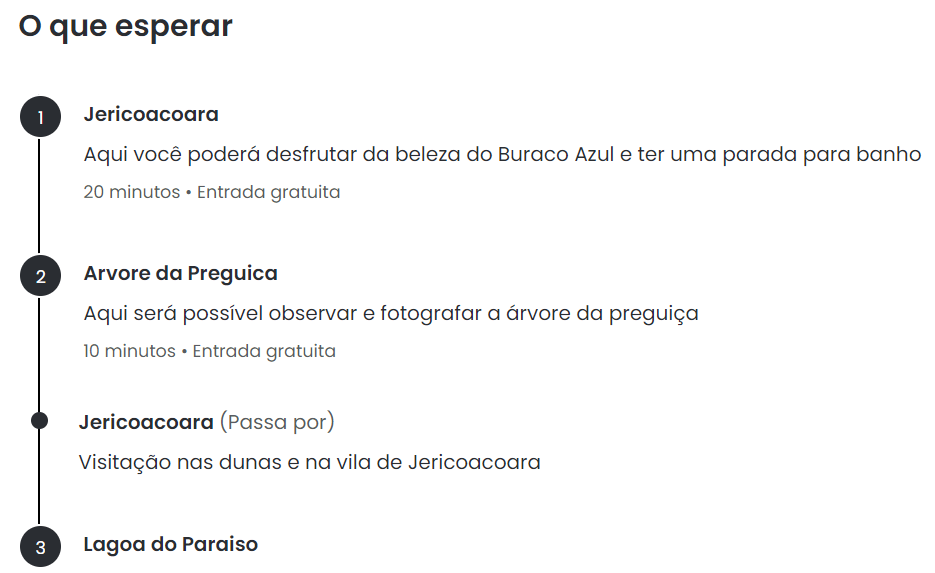 O que esperar
1
Jericoacoara
Aqui você poderá desfrutar da beleza do Buraco Azul e ter uma parada para banho
20 minutos • Entrada gratuita
2
Arvore da Preguica
Aqui será possível observar e fotografar a árvore da preguiça
10 minutos • Entrada gratuita
Jericoacoara (Passa por)
Visitação nas dunas e na vila de Jericoacoara
3
Lagoa do Paraiso